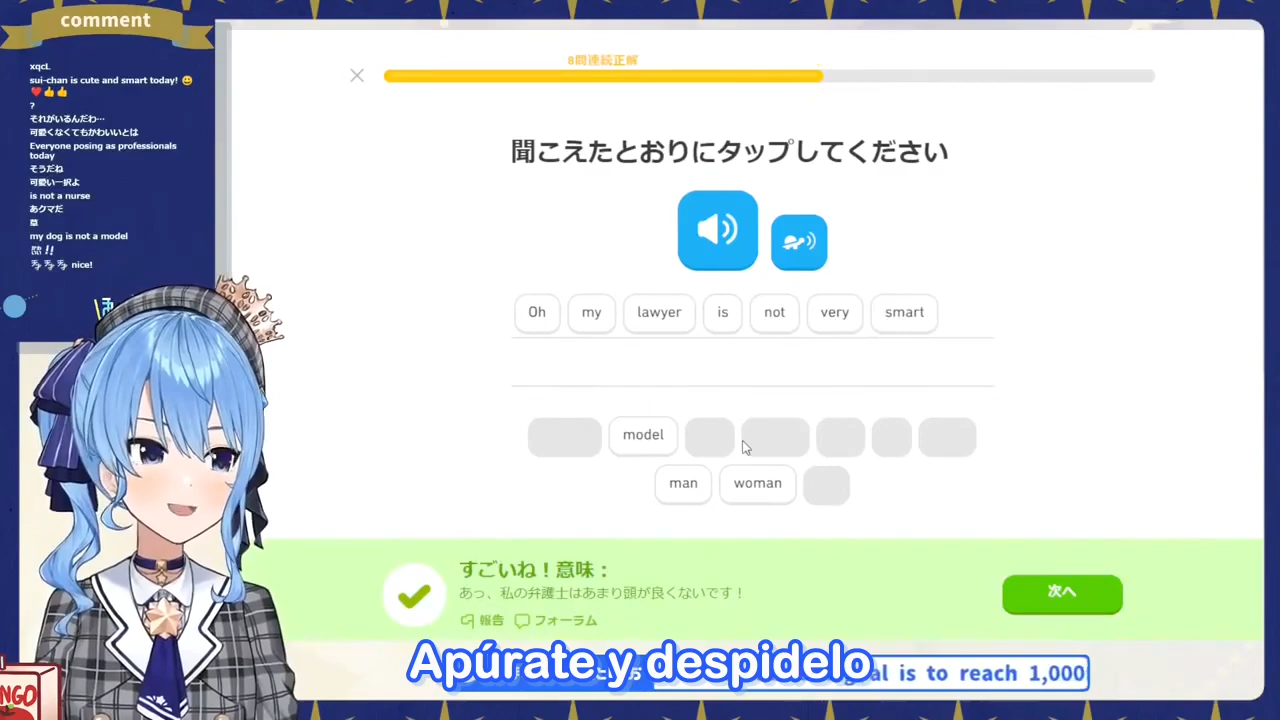 comment
xqcL
sui-chan is cute and smart today! 😀
❤️👍👍
?
それがいるんだわ…
可愛くなくてもかわいいとは
Everyone posing as professionals
today
そうだね
可愛い一択よ
is not a nurse
あクマだ
草
my dog is not a model
nice!
8問連続正解
聞こえたとおりにタップしてください
Oh my lawyer is not very smart
model
man woman
すごいね！意味：
あっ、私の弁護士はあまり頭が良くないです！
次へ
報告 フォーラム
Apúrate y despidelo
al is to reach 1,000
NGO